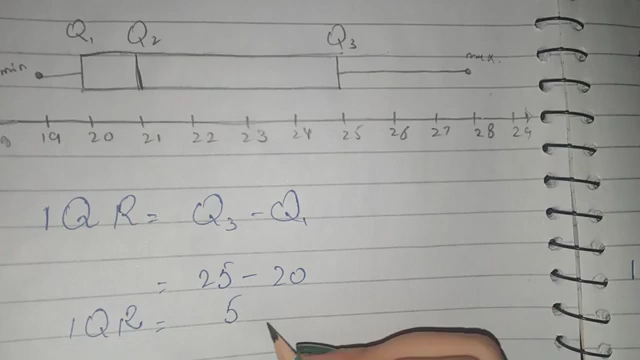 Q₁ Q₂ Q₃
min max.
19 20 21 22 23 24 25 26 27 28 29
IQR = Q₃ - Q₁
= 25 - 20
IQR = 5